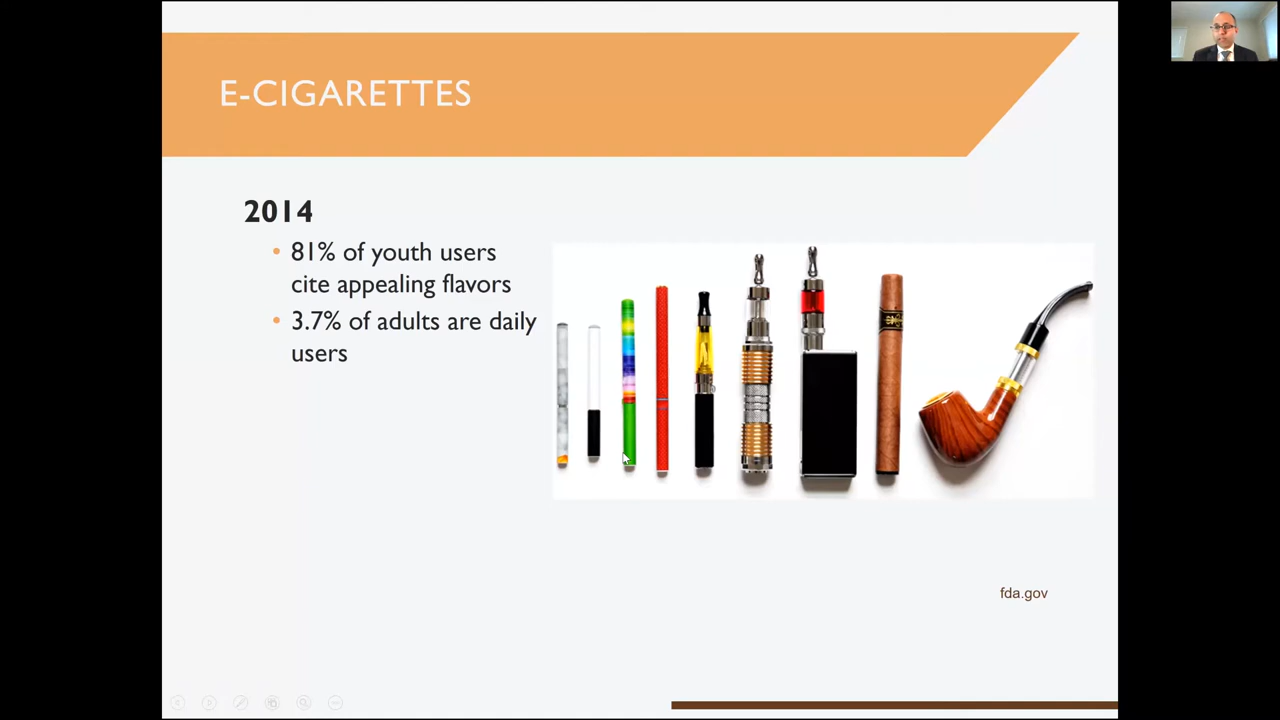 E-CIGARETTES
2014
• 81% of youth users
cite appealing flavors
• 3.7% of adults are daily
users
fda.gov